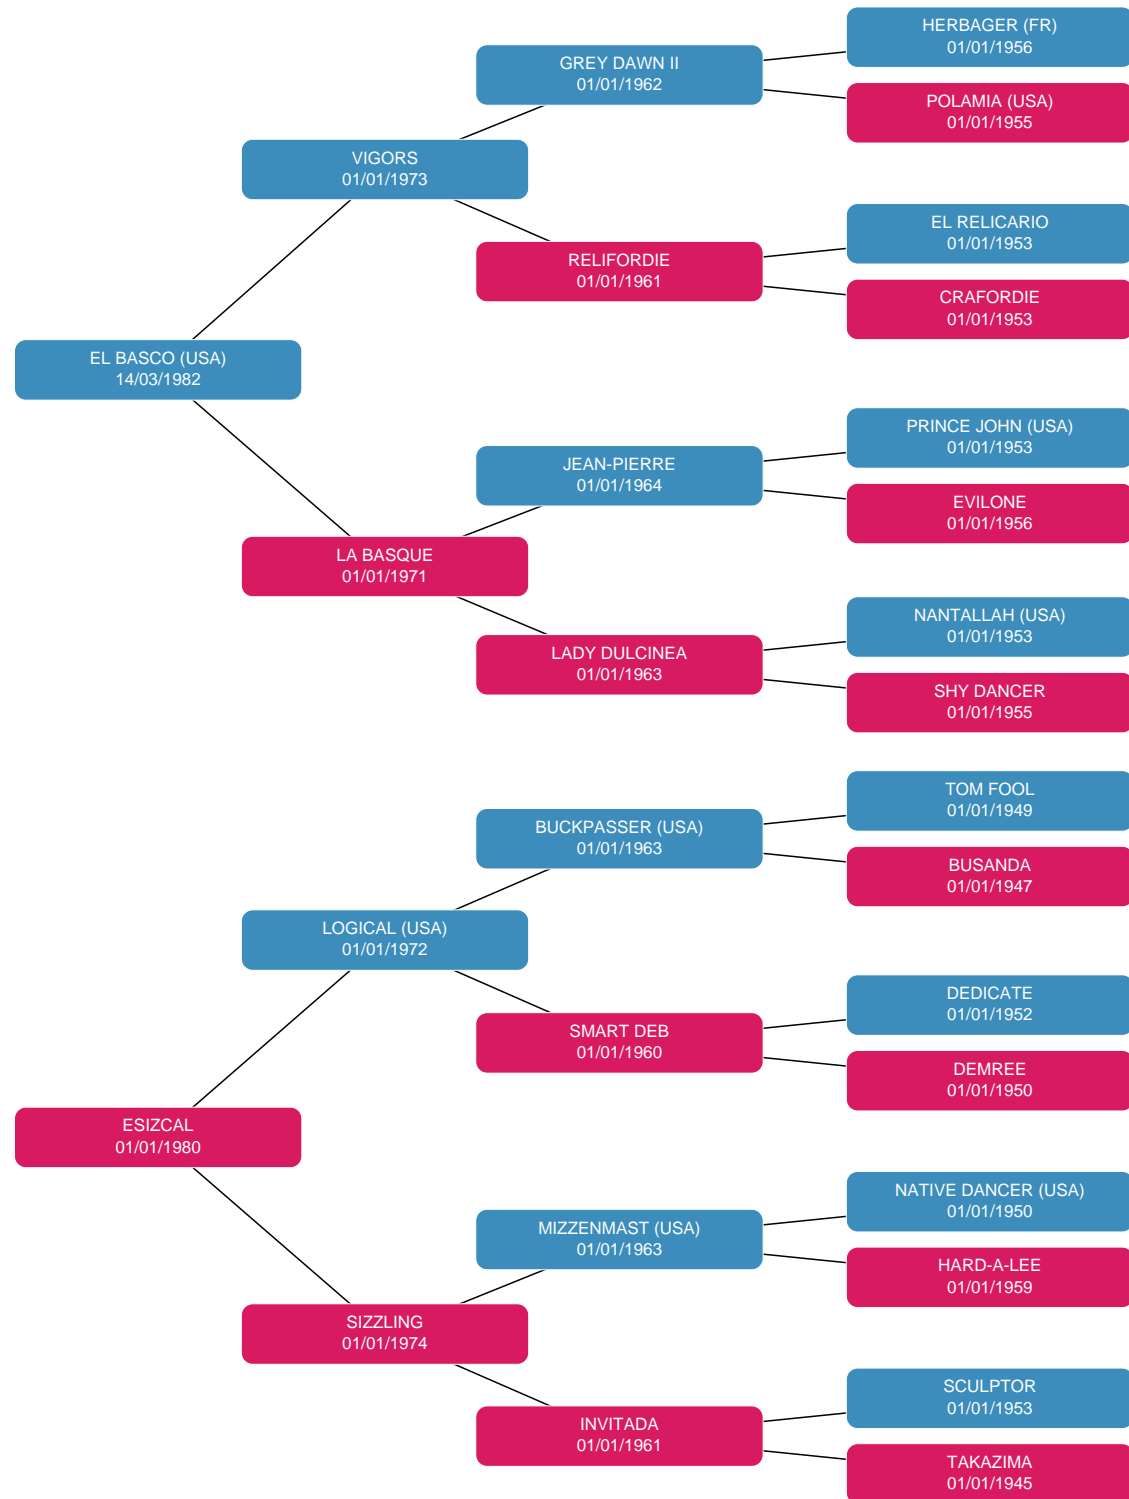 HERBAGER (FR)
01/01/1956
GREY DAWN II
01/01/1962
POLAMIA (USA)
01/01/1955
VIGORS
01/01/1973
EL RELICARIO
01/01/1953
RELIFORDIE
01/01/1961
CRAFORDIE
01/01/1953
EL BASCO (USA)
14/03/1982
PRINCE JOHN (USA)
01/01/1953
JEAN-PIERRE
01/01/1964
EVILONE
01/01/1956
LA BASQUE
01/01/1971
NANTALLAH (USA)
01/01/1953
LADY DULCINEA
01/01/1963
SHY DANCER
01/01/1955
TOM FOOL
01/01/1949
BUCKPASSER (USA)
01/01/1963
BUSANDA
01/01/1947
LOGICAL (USA)
01/01/1972
DEDICATE
01/01/1952
SMART DEB
01/01/1960
DEMREE
01/01/1950
ESIZCAL
01/01/1980
NATIVE DANCER (USA)
01/01/1950
MIZZENMAST (USA)
01/01/1963
HARD-A-LEE
01/01/1959
SIZZLING
01/01/1974
SCULPTOR
01/01/1953
INVITADA
01/01/1961
TAKAZIMA
01/01/1945